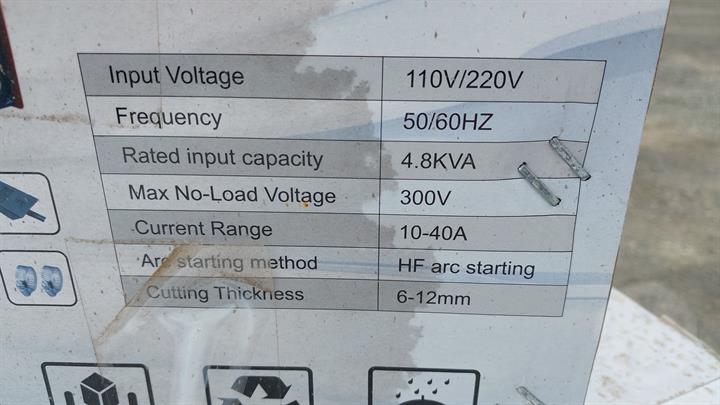 Input Voltage 110V/220V
Frequency 50/60HZ
Rated input capacity 4.8KVA
Max No-Load Voltage 300V
Current Range 10-40A
Arc starting method HF arc starting
Cutting Thickness 6-12mm